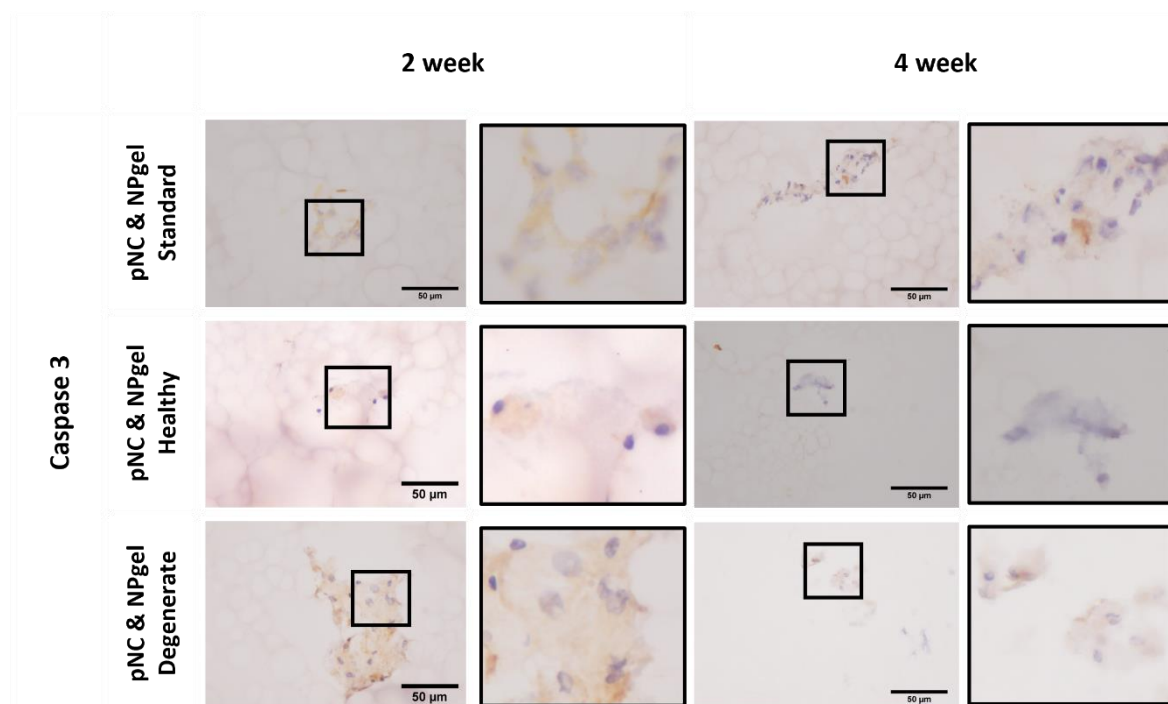 2 week
4 week
Caspase 3
pNC & NPgel
Standard
50 µm
50 µm
pNC & NPgel
Healthy
50 µm
50 µm
pNC & NPgel
Degenerate
50 µm
50 µm